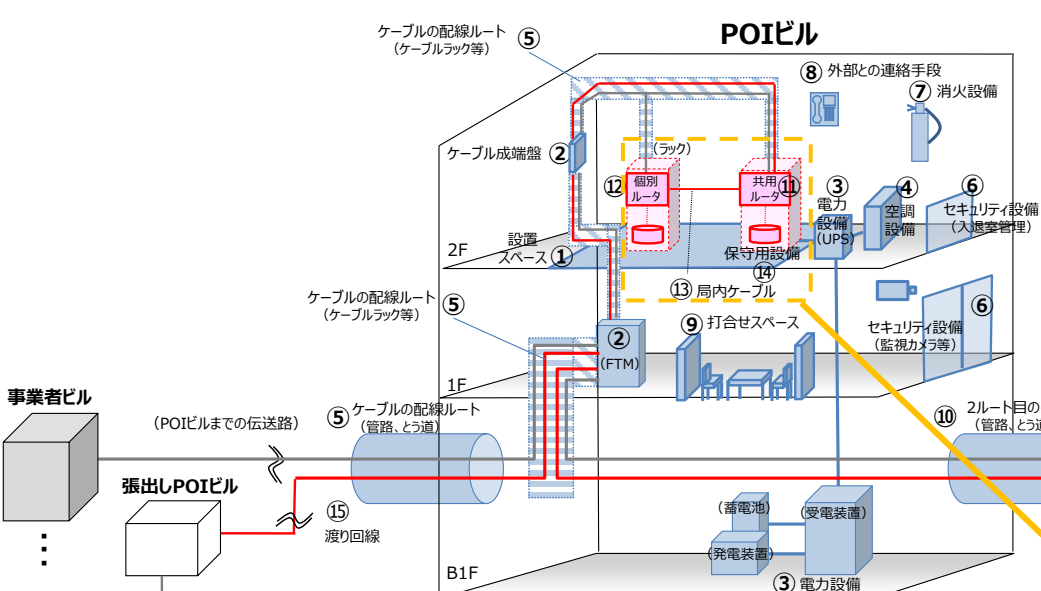 POIビル
ケーブルの配線ルート
（ケーブルラック等）
⑤
⑧ 外部との連絡手段
⑦ 消火設備
ケーブル成端盤 ②
（ラック）
⑫
個別
ルータ
共用
ルータ
⑪
③
電力
設備
（UPS）
④
空調
設備
⑥
セキュリティ設備
（入退室管理）
2F
設置
スペース ①
保守用設備
⑭
⑬ 局内ケーブル
ケーブルの配線ルート
（ケーブルラック等）
⑤
②
（FTM）
⑨ 打合せスペース
セキュリティ設備
（監視カメラ等）
⑥
1F
事業者ビル
（POIビルまでの伝送路）
⑤ ケーブルの配線ルート
（管路、とう道）
⑩ 2ルート目の
（管路、とう道
張出しPOIビル
⑮
渡り回線
（蓄電池）
（受電装置）
（発電装置）
B1F
③ 電力設備